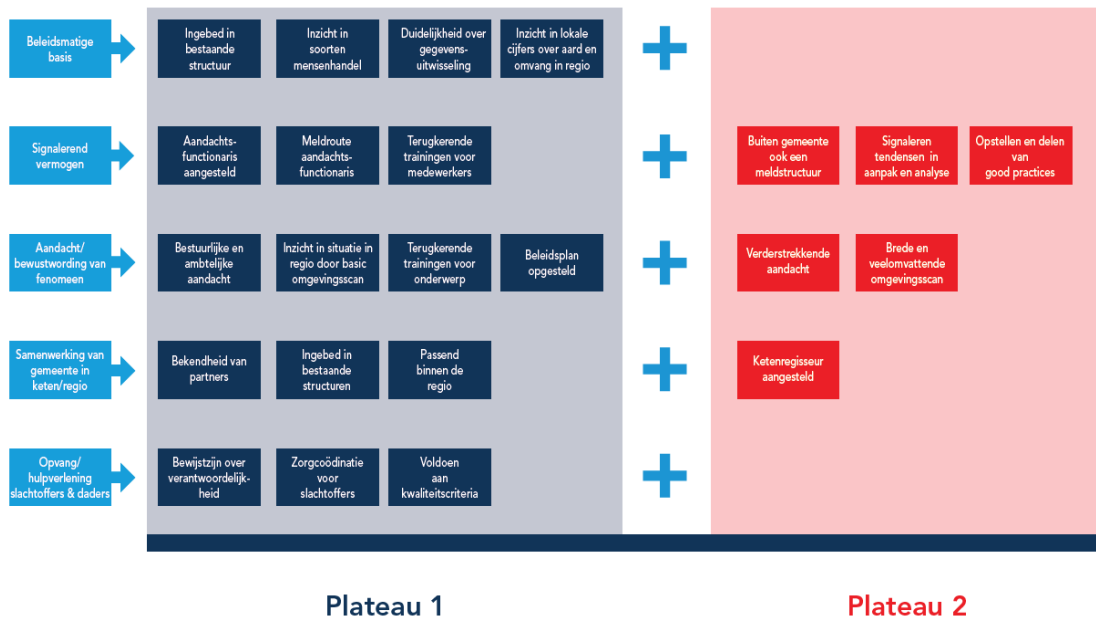 Beleidsmatige
basis
Ingebed in
bestaande
structuur
Inzicht in
soorten
mensenhandel
Duidelijkheid over
gegevens-
uitwisseling
Inzicht in lokale
cijfers over aard en
omvang in regio
Signalerend
vermogen
Aandachts-
functionaris
aangesteld
Meldroute
aandachts-
functionaris
Terugkerende
trainingen voor
medewerkers
Buiten gemeente
ook een
meldstructuur
Signaleren
tendensen in
aanpak en analyse
Opstellen en delen
van
good practices
Aandacht/
bewustwording van
fenomeen
Bestuurlijke en
ambtelijke
aandacht
Inzicht in situatie in
regio door basic
omgevingsscan
Terugkerende
trainingen voor
onderwerp
Beleidsplan
opgesteld
Verderstrekkende
aandacht
Brede en
veelomvattende
omgevingsscan
Samenwerking van
gemeente in
keten/regio
Bekendheid van
partners
Ingebed in
bestaande
structuren
Passend
binnen de
regio
Ketenregisseur
aangesteld
Opvang/
hulpverlening
slachtoffers & daders
Bewijstzijn over
verantwoordelijk-
heid
Zorgcoödinatie
voor
slachtoffers
Voldoen
aan
kwaliteitscriteria
Plateau 1
Plateau 2